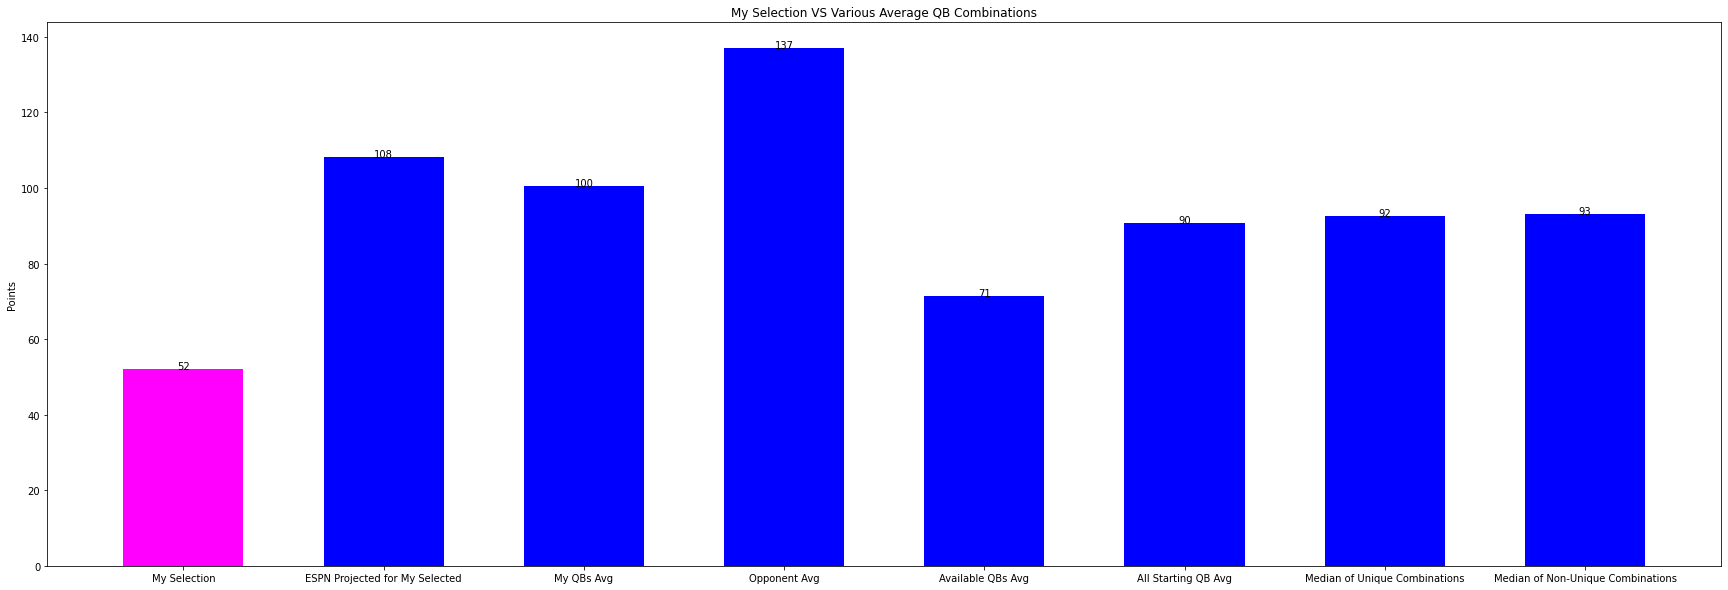 My Selection VS Various Average QB Combinations
140
120
100
80
60
40
20
0
Points
52
108
100
137
71
90
92
93
My Selection
ESPN Projected for My Selected
My QBs Avg
Opponent Avg
Available QBs Avg
All Starting QB Avg
Median of Unique Combinations
Median of Non-Unique Combinations